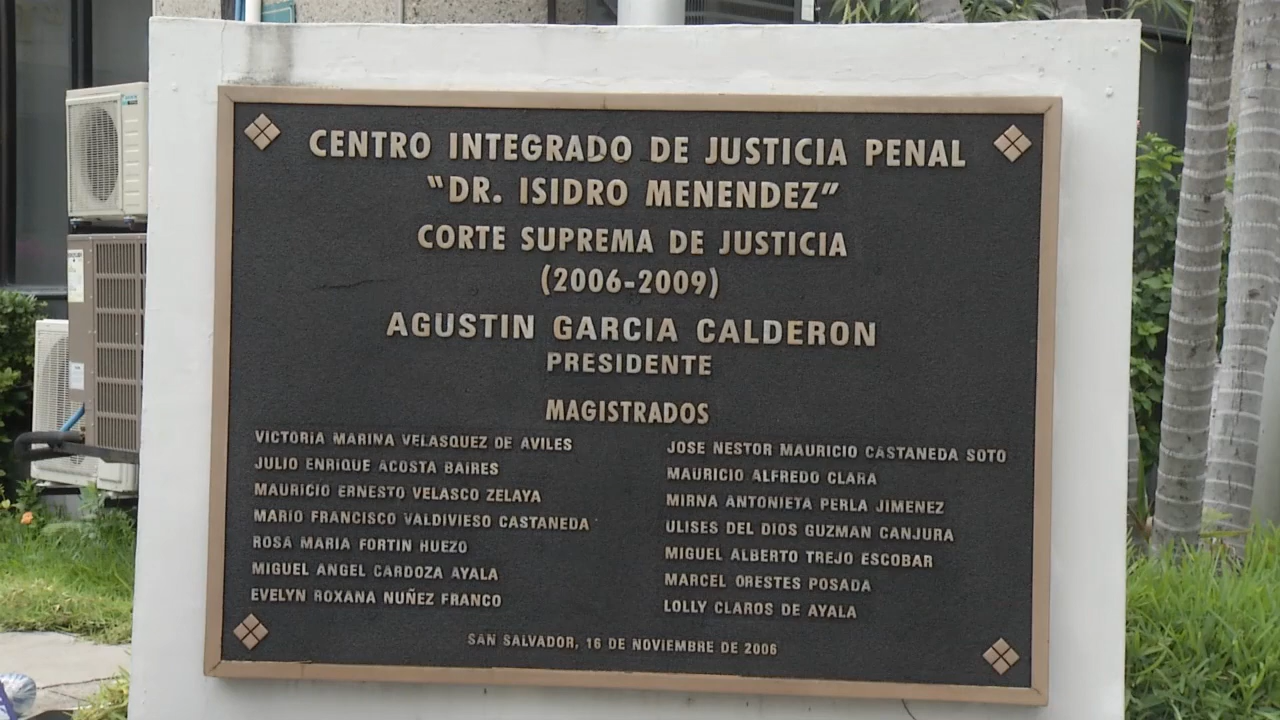 CENTRO INTEGRADO DE JUSTICIA PENAL
"DR. ISIDRO MENENDEZ"
CORTE SUPREMA DE JUSTICIA
(2006-2009)
AGUSTIN GARCIA CALDERON
PRESIDENTE
MAGISTRADOS
VICTORIA MARINA VELASQUEZ DE AVILES
JULIO ENRIQUE ACOSTA BAIRES
MAURICIO ERNESTO VELASCO ZELAYA
MARIO FRANCISCO VALDIVIESO CASTANEDA
ROSA MARIA FORTIN HUEZO
MIGUEL ANGEL CARDOZA AYALA
EVELYN ROXANA NUÑEZ FRANCO
JOSE NESTOR MAURICIO CASTANEDA SOTO
MAURICIO ALFREDO CLARA
MIRNA ANTONIETA PERLA JIMENEZ
ULISES DEL DIOS GUZMAN CANJURA
MIGUEL ALBERTO TREJO ESCOBAR
MARCEL ORESTES POSADA
LOLLY CLAROS DE AYALA
SAN SALVADOR, 16 DE NOVIEMBRE DE 2006